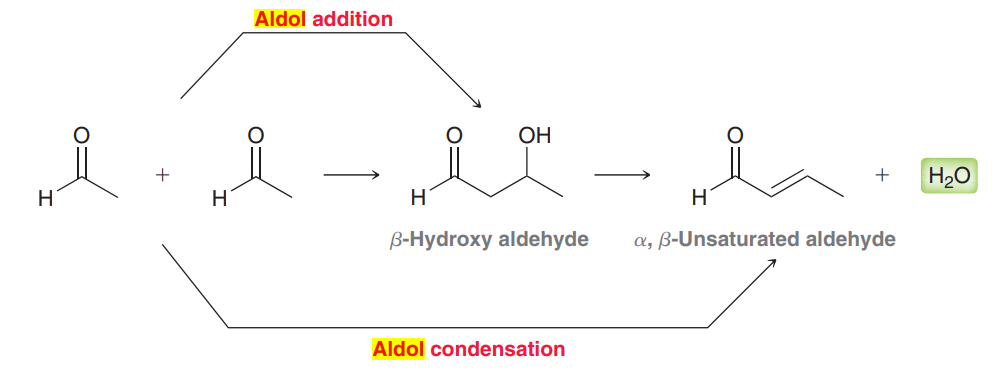 Aldol addition
O
H
+
O
H
O
OH
H
β-Hydroxy aldehyde
O
H
α, β-Unsaturated aldehyde
+
H₂O
Aldol condensation